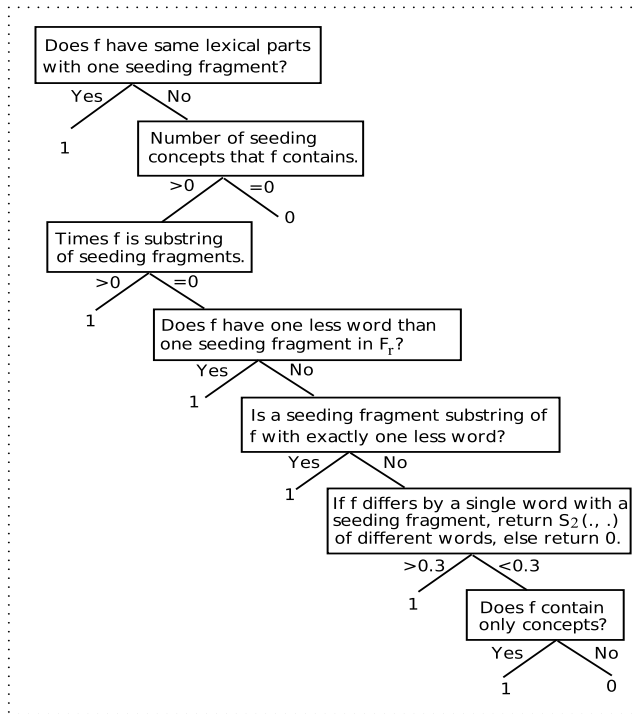 Does f have same lexical parts
with one seeding fragment?
Yes No
1
Number of seeding
concepts that f contains.
>0 =0
0
Times f is substring
of seeding fragments.
>0 =0
1
Does f have one less word than
one seeding fragment in Fr?
Yes No
1
Is a seeding fragment substring of
f with exactly one less word?
Yes No
1
If f differs by a single word with a
seeding fragment, return S2(., .)
of different words, else return 0.
>0.3 <0.3
1
Does f contain
only concepts?
Yes No
1 0